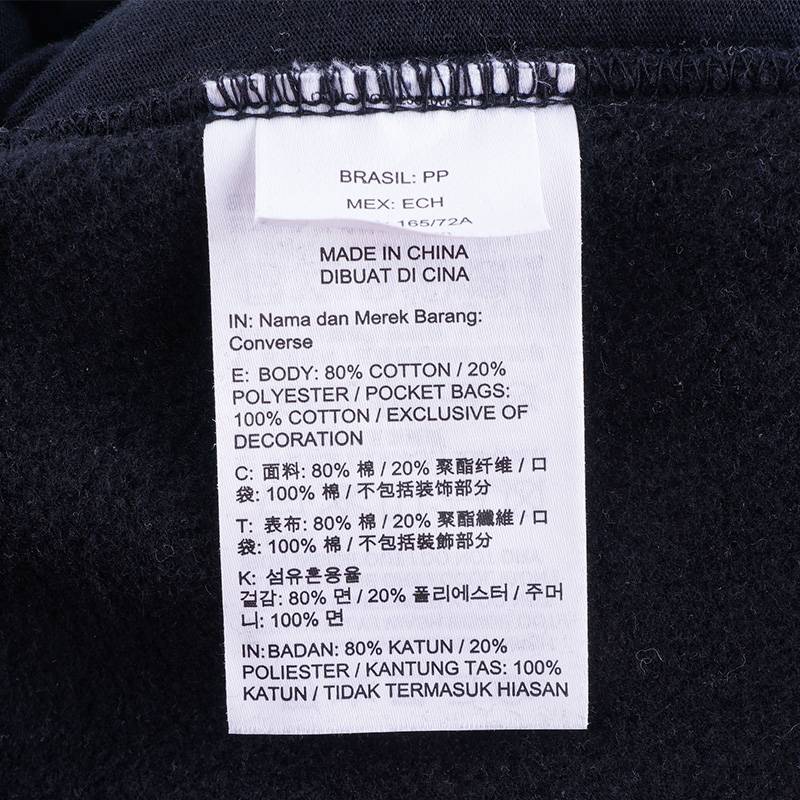 BRASIL: PP
MEX: ECH
165/72A
MADE IN CHINA
DIBUAT DI CINA
IN: Nama dan Merek Barang:
Converse
E: BODY: 80% COTTON / 20%
POLYESTER / POCKET BAGS:
100% COTTON / EXCLUSIVE OF
DECORATION
C: 面料: 80% 棉 / 20% 聚酯纤维 / 口
袋: 100% 棉 / 不包括装饰部分
T: 表布: 80% 棉 / 20% 聚酯纖維 / 口
袋: 100% 棉 / 不包括裝飾部分
K: 섬유혼용율
겉감: 80% 면 / 20% 폴리에스터 / 주머
니: 100% 면
IN:BADAN: 80% KATUN / 20%
POLIESTER / KANTUNG TAS: 100%
KATUN / TIDAK TERMASUK HIASAN